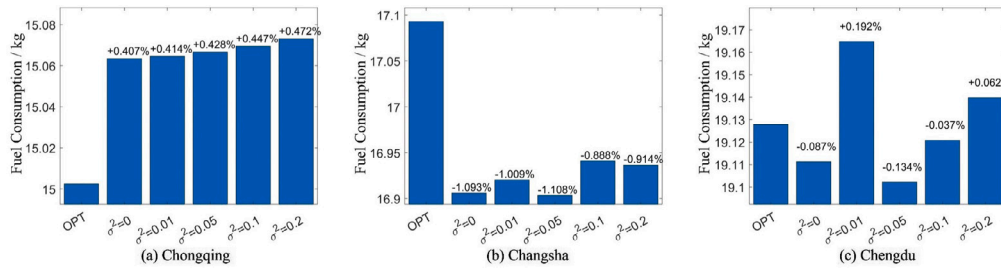 Fuel Consumption / kg
15.08
15.06
15.04
15.02
15
+0.407%
+0.414%
+0.428%
+0.447%
+0.472%
OPT
σ²=0
σ²=0.01
σ²=0.05
σ²=0.1
σ²=0.2
(a) Chongqing
Fuel Consumption / kg
17.1
17.05
17
16.95
16.9
-1.093%
-1.009%
-1.108%
-0.888%
-0.914%
OPT
σ²=0
σ²=0.01
σ²=0.05
σ²=0.1
σ²=0.2
(b) Changsha
Fuel Consumption / kg
19.17
19.16
19.15
19.14
19.13
19.12
19.11
19.1
-0.087%
+0.192%
-0.134%
-0.037%
+0.062
OPT
σ²=0
σ²=0.01
σ²=0.05
σ²=0.1
σ²=0.2
(c) Chengdu